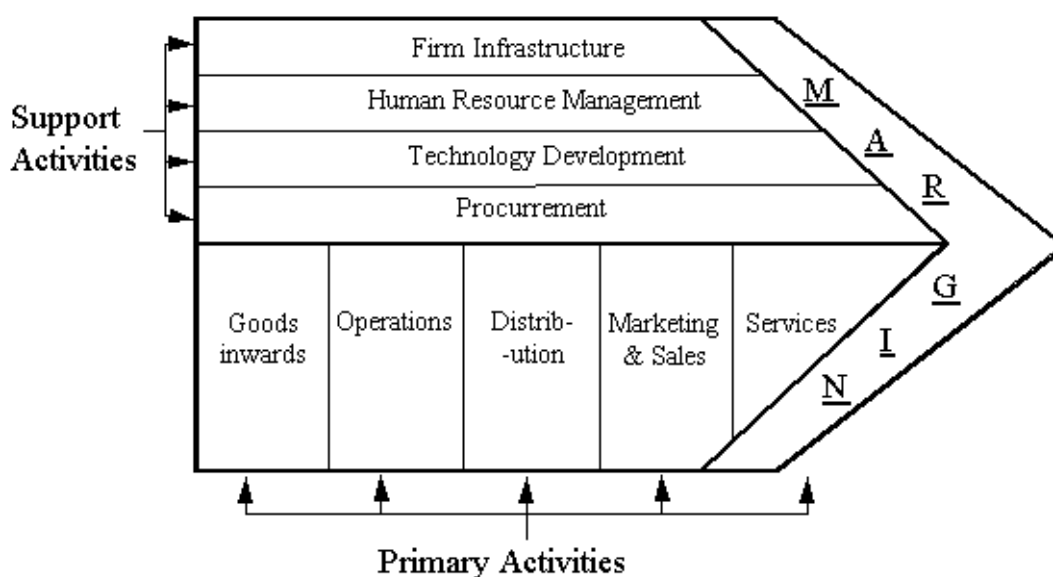 Firm Infrastructure
Human Resource Management
Technology Development
Procurrement
Support
Activities
Goods
inwards
Operations
Distrib-
-ution
Marketing
& Sales
Services
M
A
R
G
I
N
Primary Activities